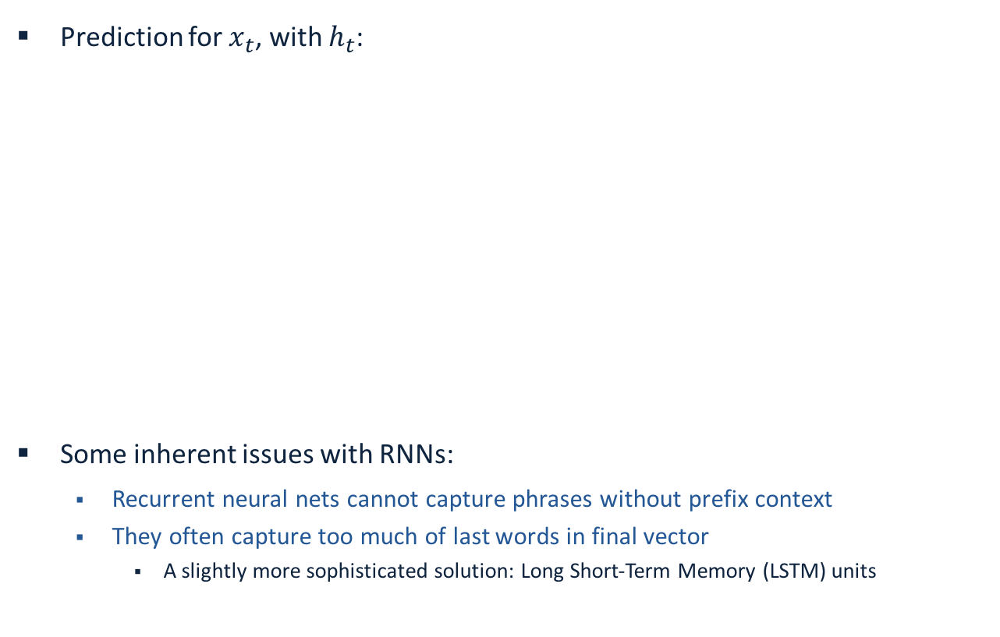 ▪ Prediction for xₜ, with hₜ:
▪ Some inherent issues with RNNs:
▪ Recurrent neural nets cannot capture phrases without prefix context
▪ They often capture too much of last words in final vector
▪ A slightly more sophisticated solution: Long Short-Term Memory (LSTM) units